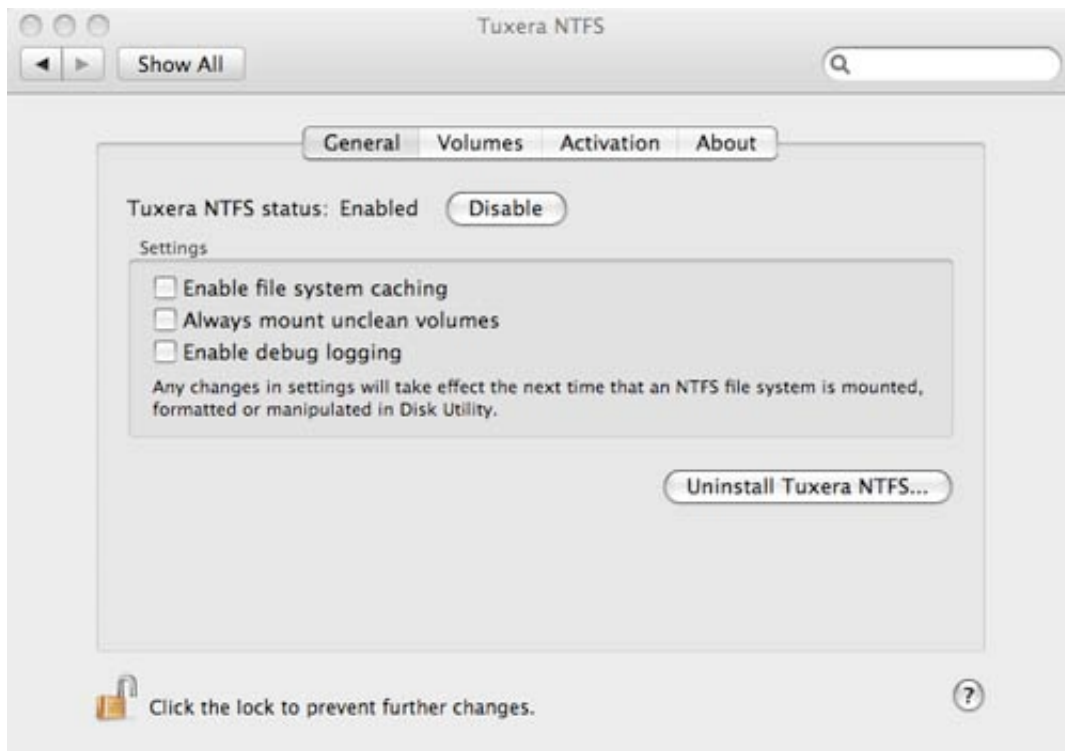 Tuxera NTFS
Show All
General Volumes Activation About
Tuxera NTFS status: Enabled Disable
Settings
Enable file system caching
Always mount unclean volumes
Enable debug logging
Any changes in settings will take effect the next time that an NTFS file system is mounted,
formatted or manipulated in Disk Utility.
Uninstall Tuxera NTFS...
Click the lock to prevent further changes.
?